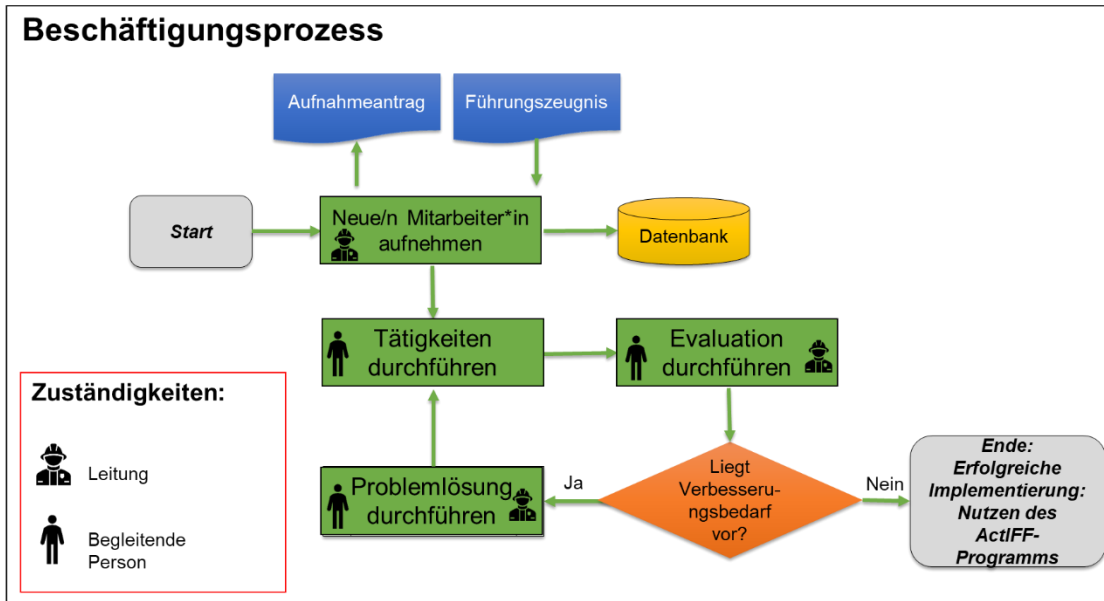 Beschäftigungsprozess
Aufnahmeantrag
Führungszeugnis
Start
Neue/n Mitarbeiter*in
aufnehmen
Datenbank
Tätigkeiten
durchführen
Evaluation
durchführen
Zuständigkeiten:
Leitung
Begleitende
Person
Problemlösung
durchführen
Ja
Liegt
Verbesseru-
ngsbedarf
vor?
Nein
Ende:
Erfolgreiche
Implementierung:
Nutzen des
ActIFF-
Programms